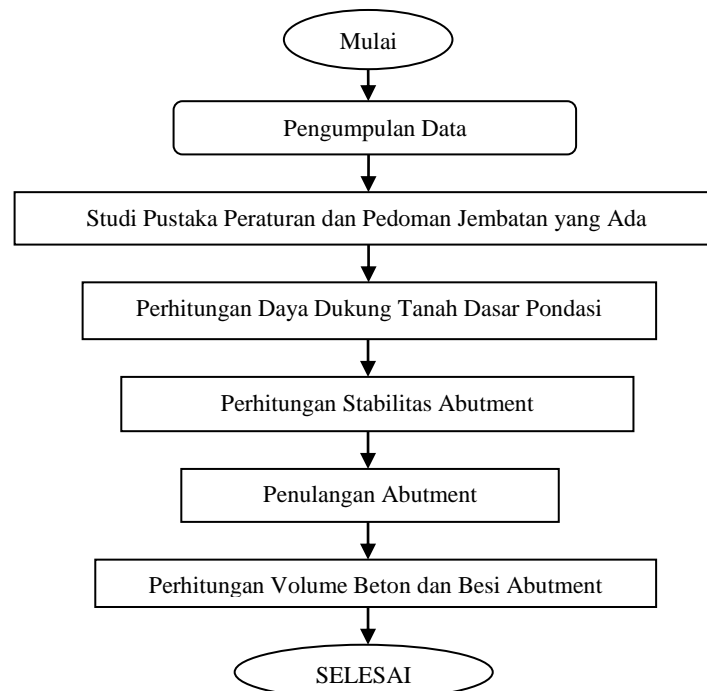 Mulai
Pengumpulan Data
Studi Pustaka Peraturan dan Pedoman Jembatan yang Ada
Perhitungan Daya Dukung Tanah Dasar Pondasi
Perhitungan Stabilitas Abutment
Penulangan Abutment
Perhitungan Volume Beton dan Besi Abutment
SELESAI